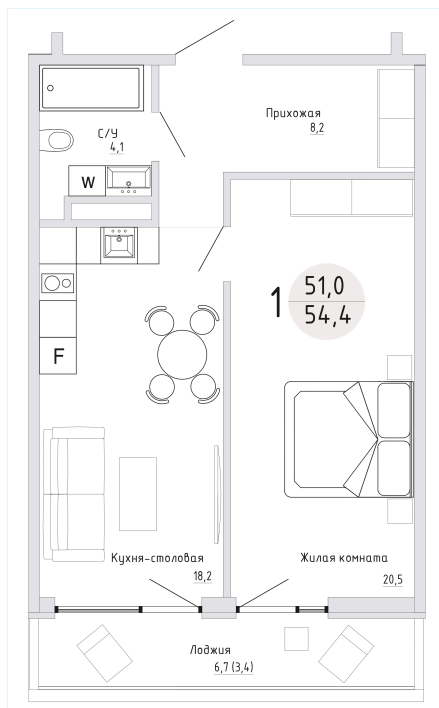 Прихожая
8,2
С/У
4,1
W
51,0
1
54,4
F
Кухня-столовая
18,2
Жилая комната
20,5
Лоджия
6,7 (3,4)